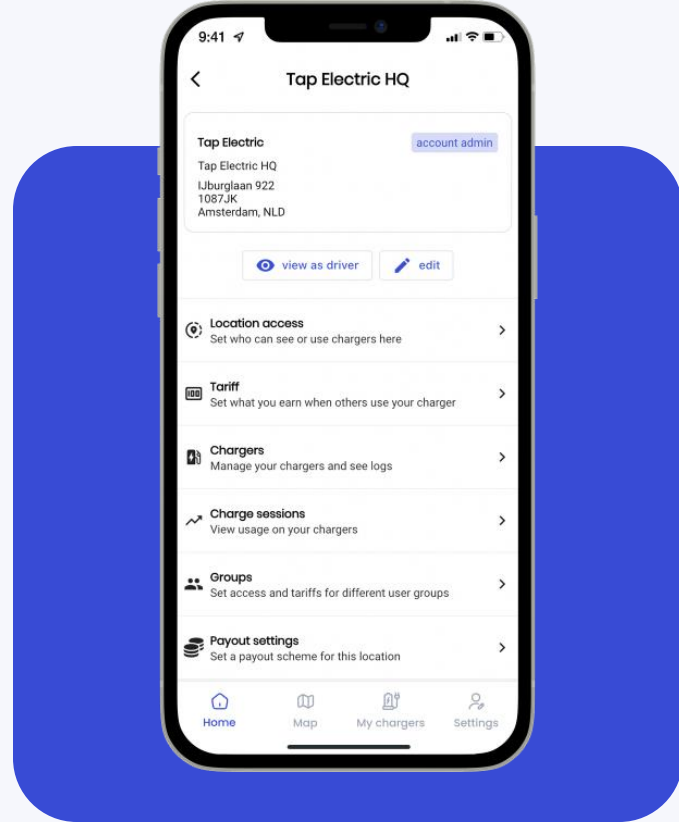 9:41
Tap Electric HQ
Tap Electric
account admin
Tap Electric HQ
IJburglaan 922
1087JK
Amsterdam, NLD
view as driver
edit
Location access
Set who can see or use chargers here
Tariff
Set what you earn when others use your charger
Chargers
Manage your chargers and see logs
Charge sessions
View usage on your chargers
Groups
Set access and tariffs for different user groups
Payout settings
Set a payout scheme for this location
Home
Map
My chargers
Settings